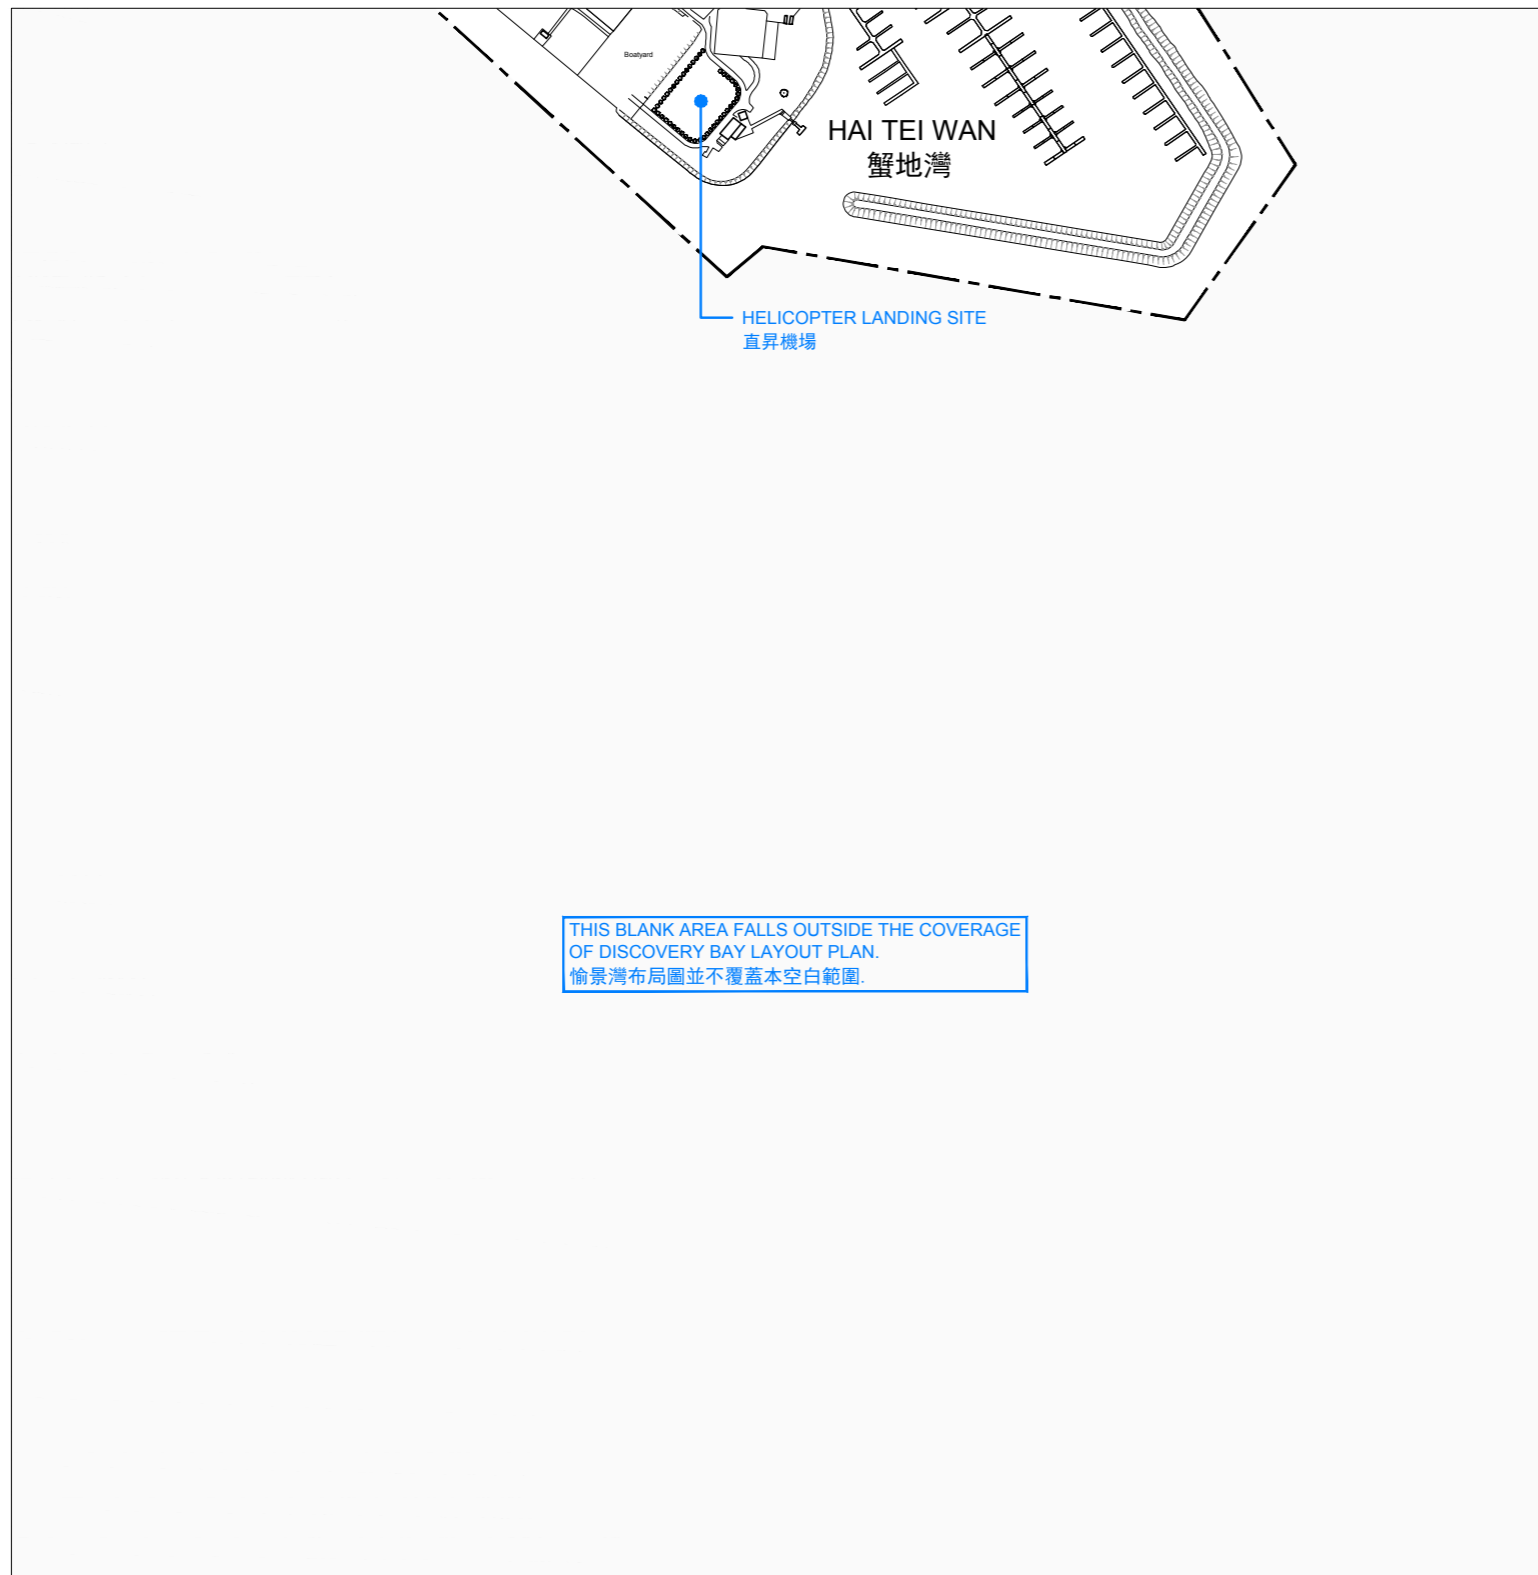 Boatyard
HAI TEI WAN
蟹地灣
HELICOPTER LANDING SITE
直昇機場
THIS BLANK AREA FALLS OUTSIDE THE COVERAGE
OF DISCOVERY BAY LAYOUT PLAN.
愉景灣布局圖並不覆蓋本空白範圍.